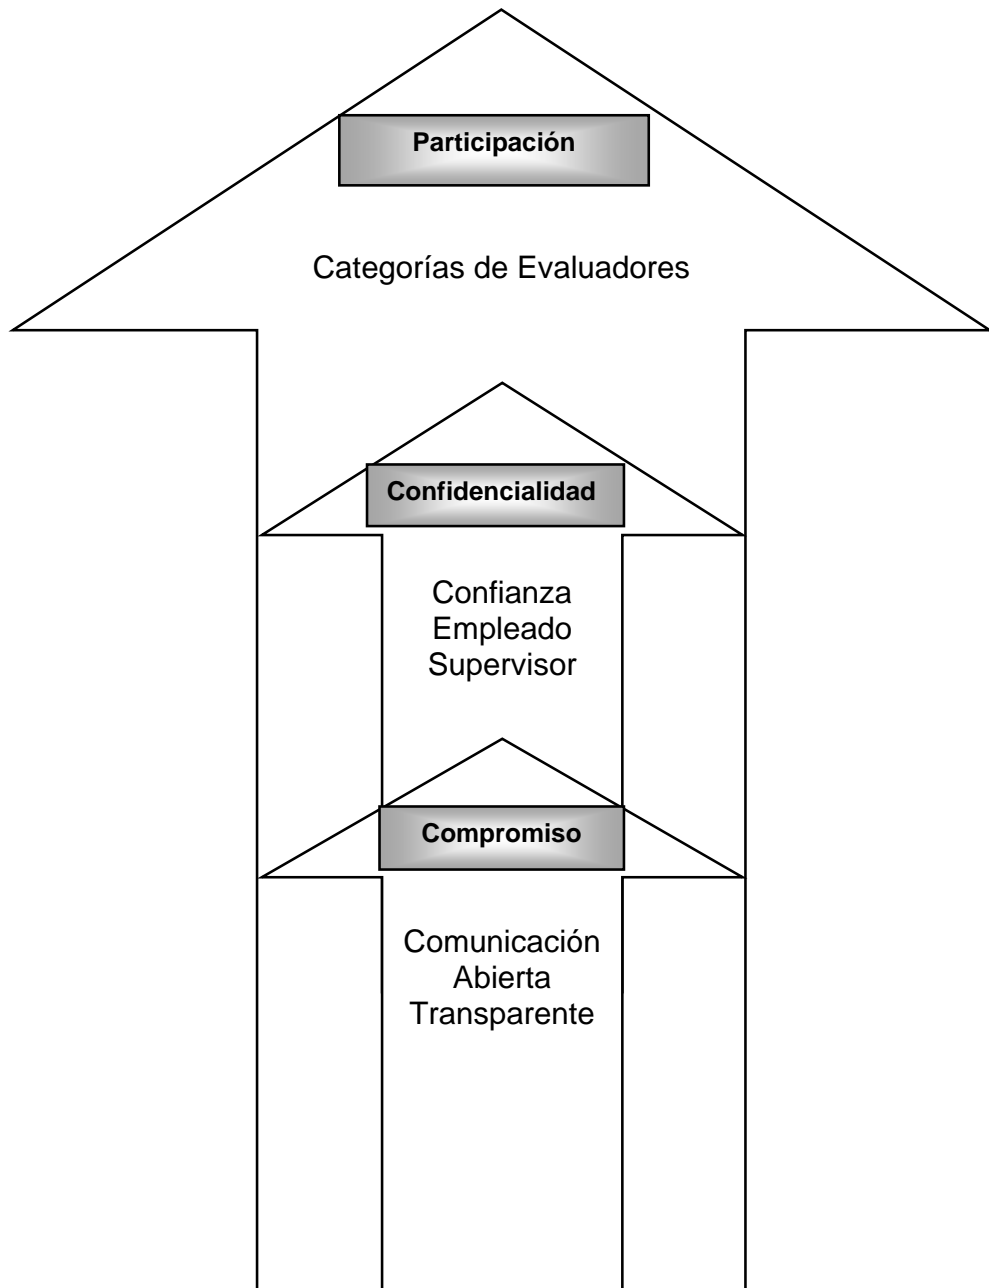 Participación
Categorías de Evaluadores
Confidencialidad
Confianza
Empleado
Supervisor
Compromiso
Comunicación
Abierta
Transparente